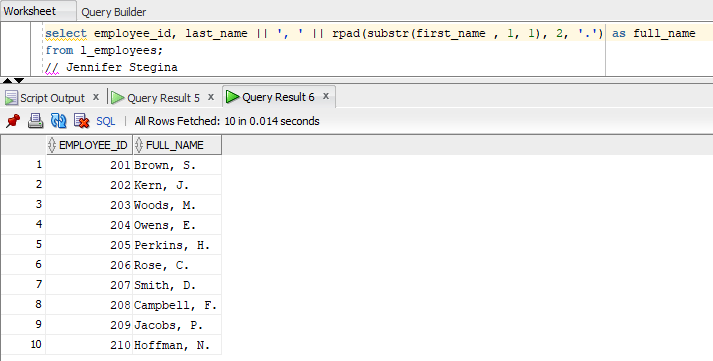 Worksheet Query Builder
select employee_id, last_name || ', ' || rpad(substr(first_name , 1, 1), 2, '.') as full_name
from l_employees;
// Jennifer Stegina
Script Output x Query Result 5 x Query Result 6 x
SQL All Rows Fetched: 10 in 0.014 seconds
EMPLOYEE_ID FULL_NAME
1 201 Brown, S.
2 202 Kern, J.
3 203 Woods, M.
4 204 Owens, E.
5 205 Perkins, H.
6 206 Rose, C.
7 207 Smith, D.
8 208 Campbell, F.
9 209 Jacobs, P.
10 210 Hoffman, N.